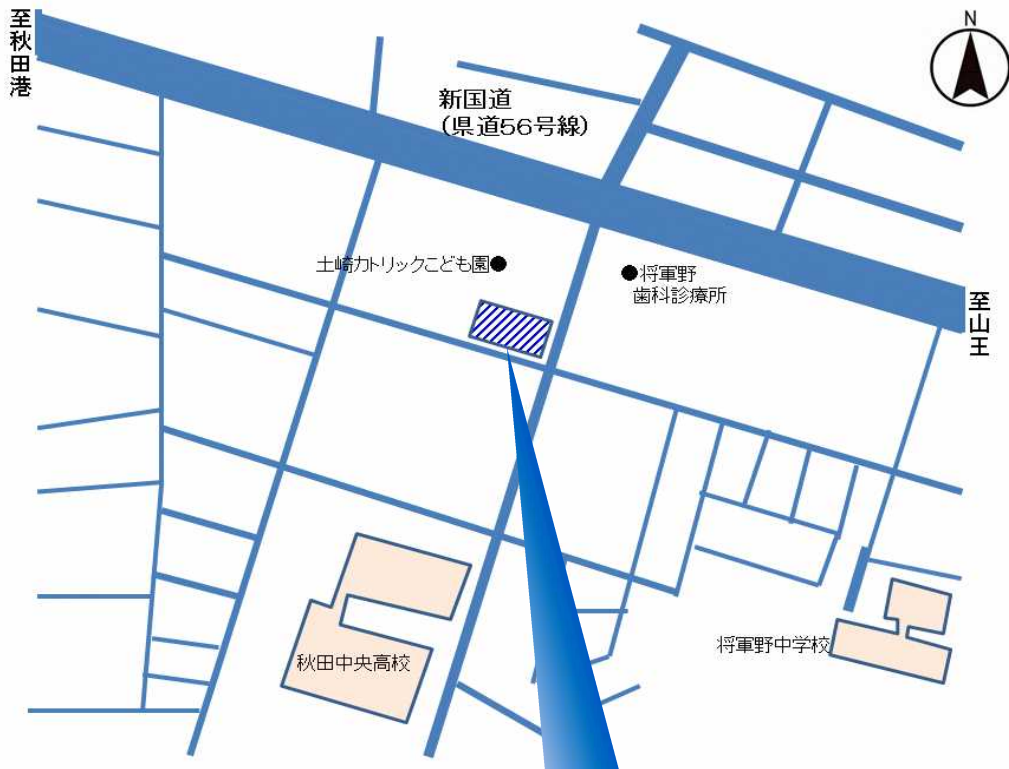 至秋田港
N
新国道
(県道56号線)
土崎カトリックこども園
将軍野
歯科診療所
至山王
秋田中央高校
将軍野中学校